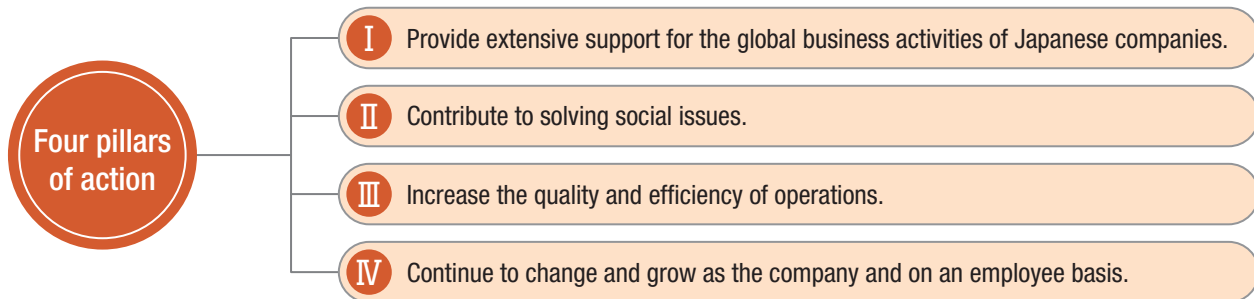 Four pillars
of action
Ⅰ Provide extensive support for the global business activities of Japanese companies.
Ⅱ Contribute to solving social issues.
Ⅲ Increase the quality and efficiency of operations.
Ⅳ Continue to change and grow as the company and on an employee basis.